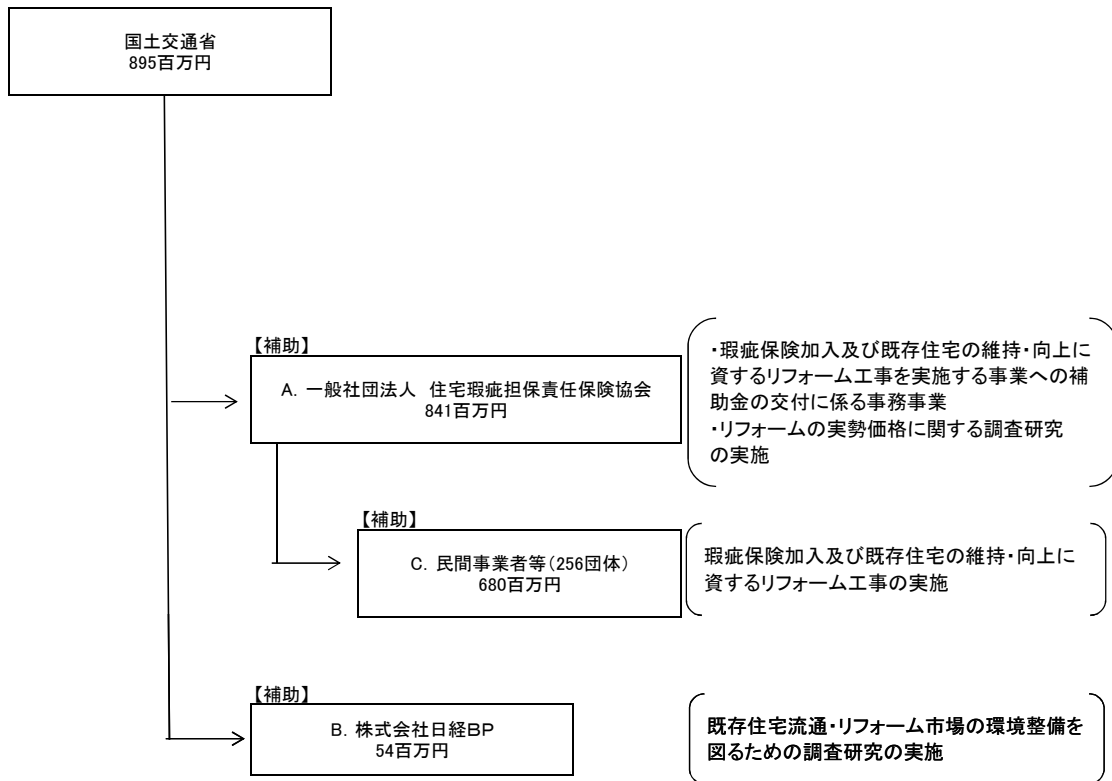 国土交通省
895百万円
【補助】
A. 一般社団法人 住宅瑕疵担保責任保険協会
841百万円
・瑕疵保険加入及び既存住宅の維持・向上に
資するリフォーム工事を実施する事業への補
助金の交付に係る事務事業
・リフォームの実勢価格に関する調査研究
の実施
【補助】
C. 民間事業者等(256団体)
680百万円
瑕疵保険加入及び既存住宅の維持・向上に
資するリフォーム工事の実施
【補助】
B. 株式会社日経BP
54百万円
既存住宅流通・リフォーム市場の環境整備を
図るための調査研究の実施